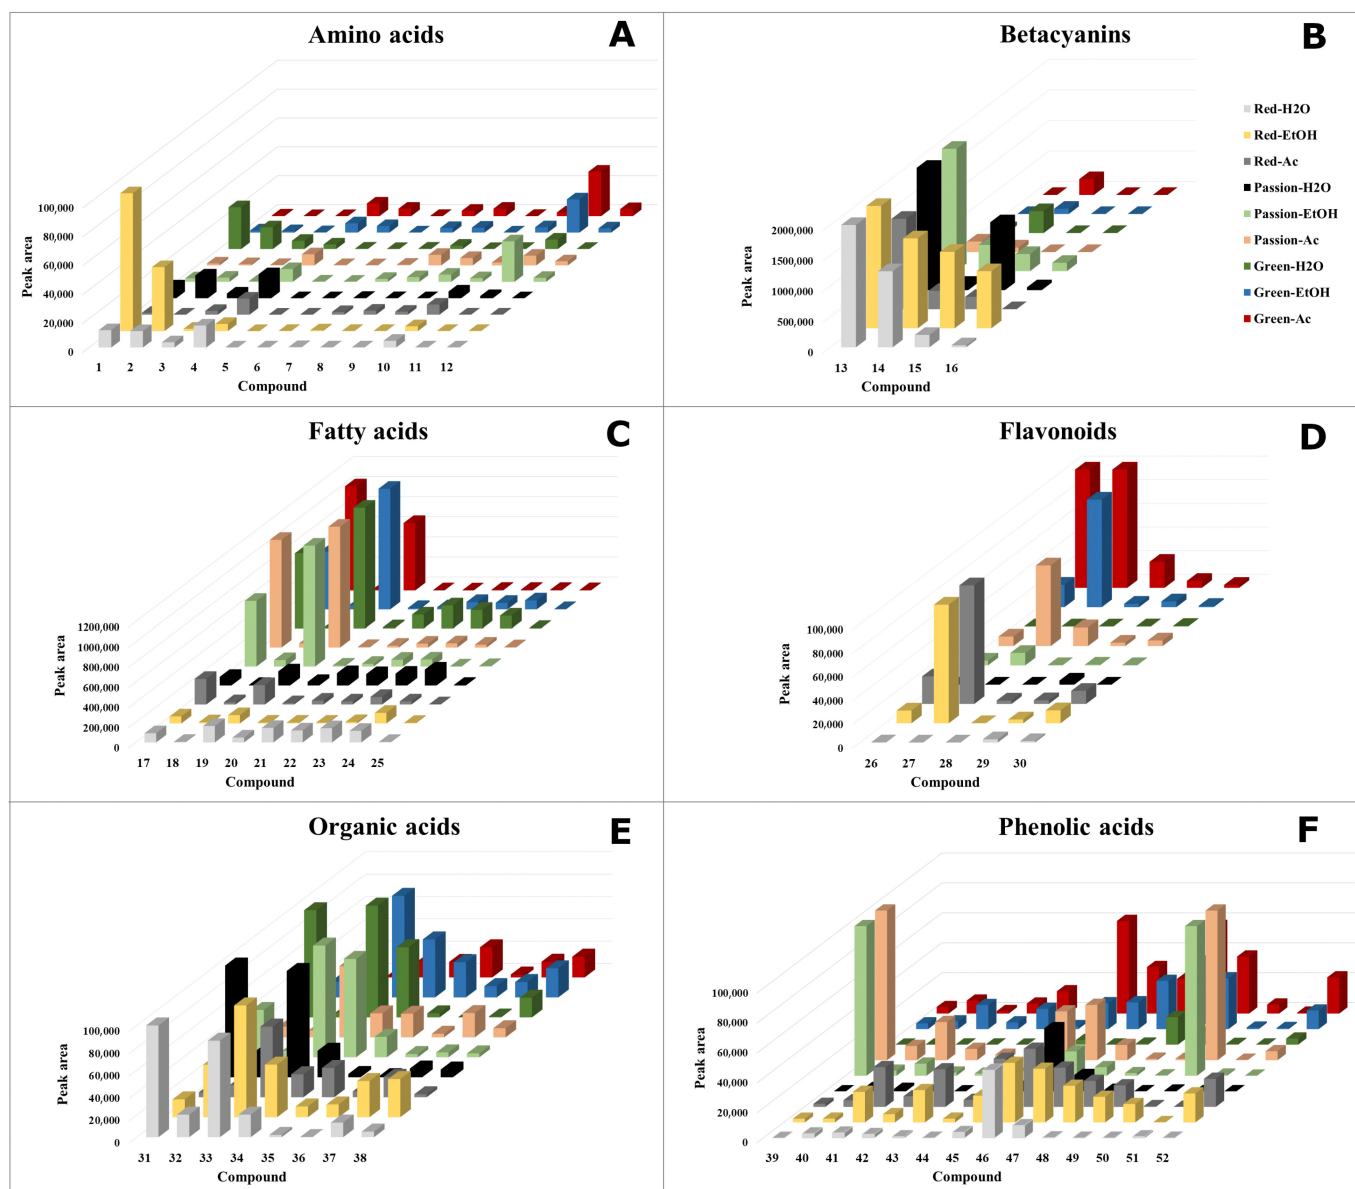 Amino acids
A
100,000
80,000
60,000
40,000
20,000
0
Peak area
1 2 3 4 5 6 7 8 9 10 11 12
Compound
Betacyanins
B
2000,000
1500,000
1000,000
500,000
0
Peak area
13 14 15 16
Compound
Red-H2O
Red-EtOH
Red-Ac
Passion-H2O
Passion-EtOH
Passion-Ac
Green-H2O
Green-EtOH
Green-Ac
Fatty acids
C
1200,000
1000,000
800,000
600,000
400,000
200,000
0
Peak area
17 18 19 20 21 22 23 24 25
Compound
Flavonoids
D
100,000
80,000
60,000
40,000
20,000
0
Peak area
26 27 28 29 30
Compound
Organic acids
E
100,000
80,000
60,000
40,000
20,000
0
Peak area
31 32 33 34 35 36 37 38
Compound
Phenolic acids
F
100,000
80,000
60,000
40,000
20,000
0
Peak area
39 40 41 42 43 44 45 46 47 48 49 50 51 52
Compound